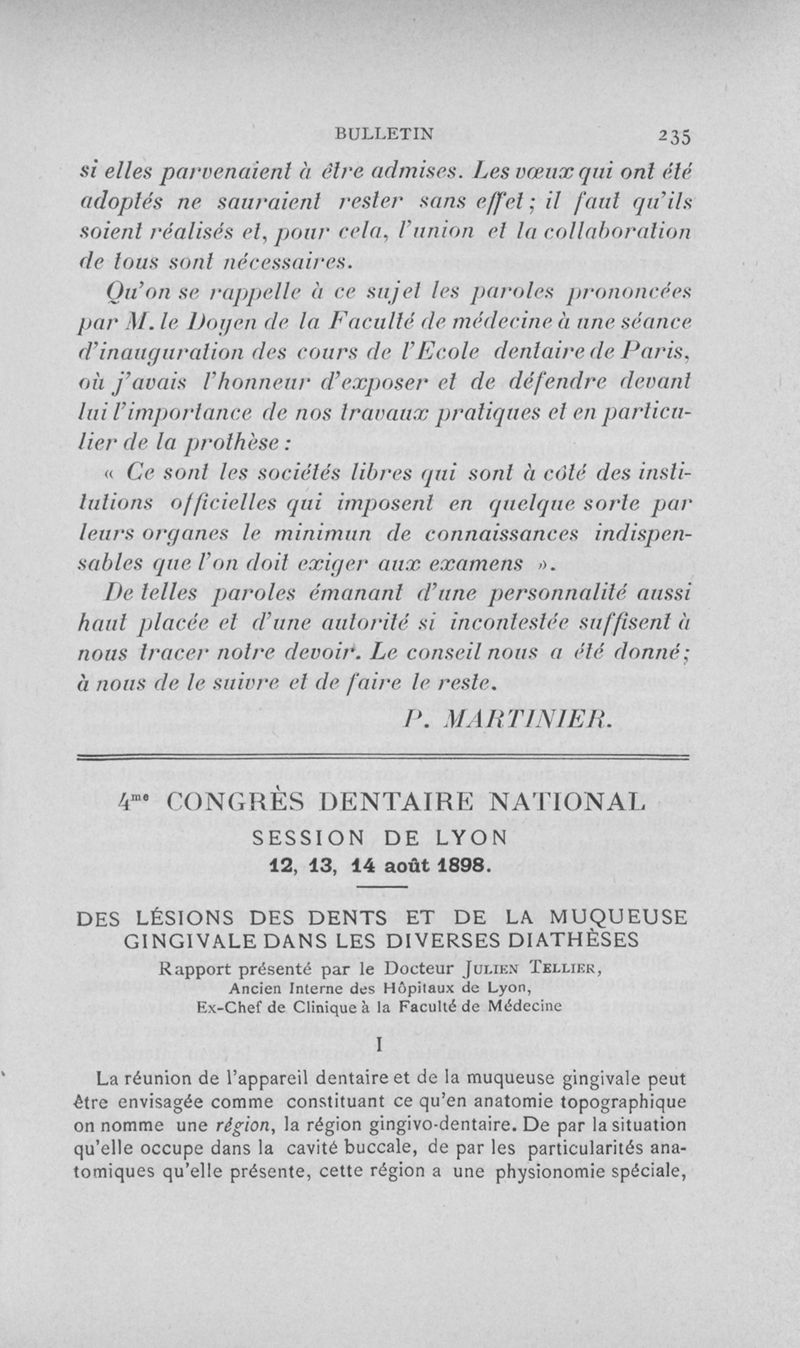 BULLETIN 235
si elles parvenaient à être admises. Les vœux qui ont été
adoptés ne sauraient rester sans effet ; il faut qu'ils
soient réalisés et, pour cela, l'union et la collaboration
de tous sont nécessaires.
Qu'on se rappelle à ce sujet les paroles prononcées
par M. le Doyen de la Faculté de médecine à une séance
d'inauguration des cours de l'Ecole dentaire de Paris,
où j'avais l'honneur d'exposer et de défendre devant
lui l'importance de nos travaux pratiques et en particu-
lier de la prothèse :
« Ce sont les sociétés libres qui sont à côté des insti-
tutions officielles qui imposent en quelque sorte par
leurs organes le minimun de connaissances indispen-
sables que l'on doit exiger aux examens ».
De telles paroles émanant d'une personnalité aussi
haut placée et d'une autorité si incontestée suffisent à
nous tracer notre devoir. Le conseil nous a été donné ;
à nous de le suivre et de faire le reste.
P. MARTINIER.
4me CONGRÈS DENTAIRE NATIONAL
SESSION DE LYON
12, 13, 14 août 1898.
DES LÉSIONS DES DENTS ET DE LA MUQUEUSE
GINGIVALE DANS LES DIVERSES DIATHÈSES
Rapport présenté par le Docteur JULIEN TELLIER,
Ancien Interne des Hôpitaux de Lyon,
Ex-Chef de Clinique à la Faculté de Médecine
I
La réunion de l'appareil dentaire et de la muqueuse gingivale peut
être envisagée comme constituant ce qu'en anatomie topographique
on nomme une région, la région gingivo-dentaire. De par la situation
qu'elle occupe dans la cavité buccale, de par les particularités ana-
tomiques qu'elle présente, cette région a une physionomie spéciale,